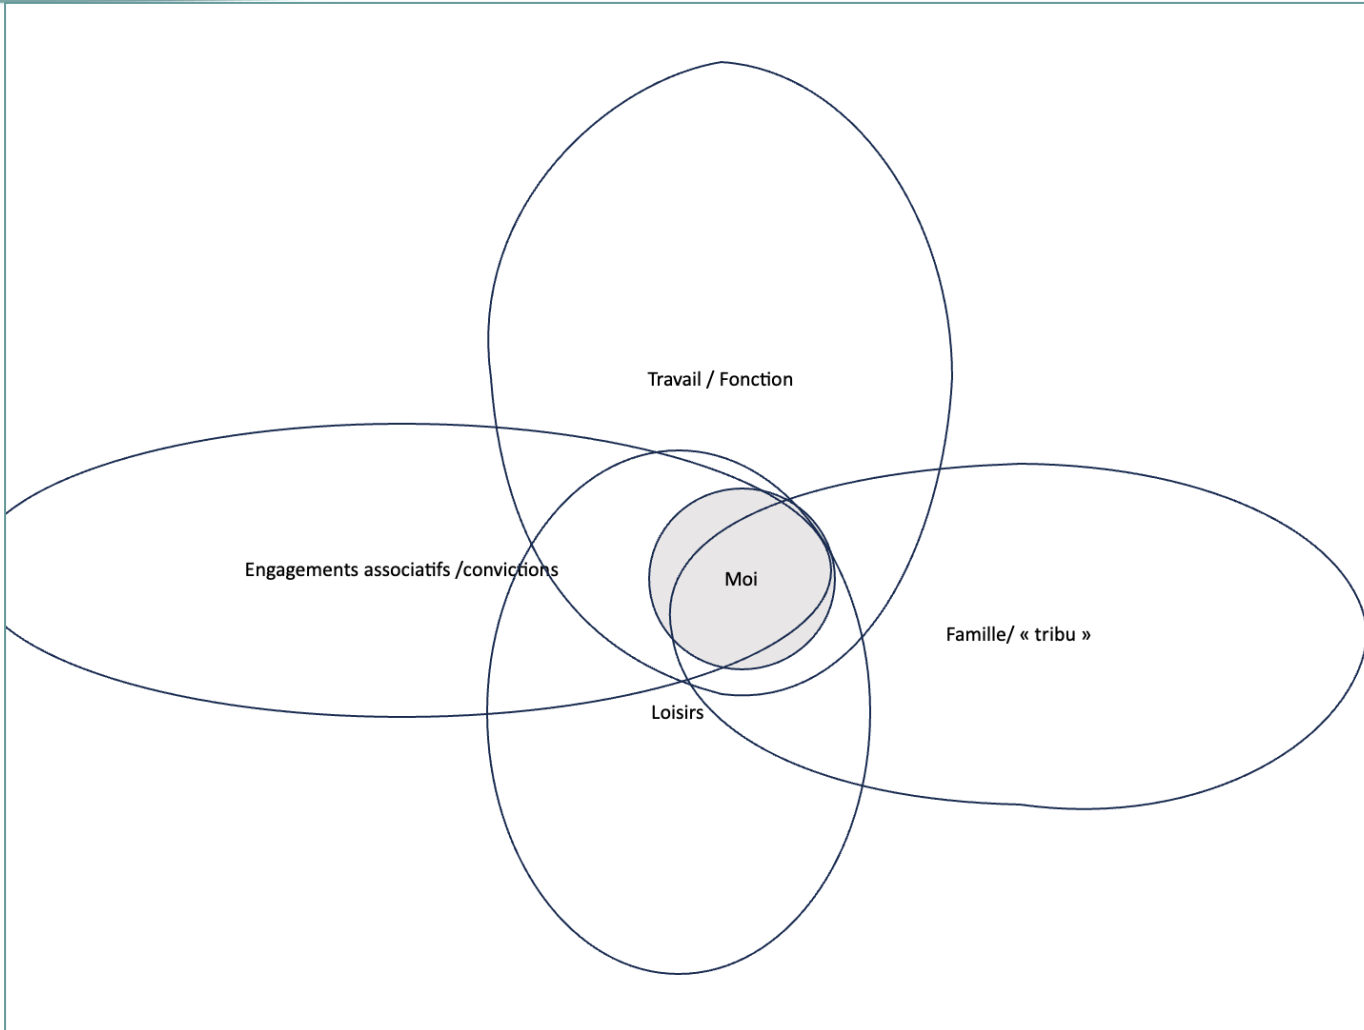 Travail / Fonction
Engagements associatifs /convictions
Moi
Famille/ « tribu »
Loisirs